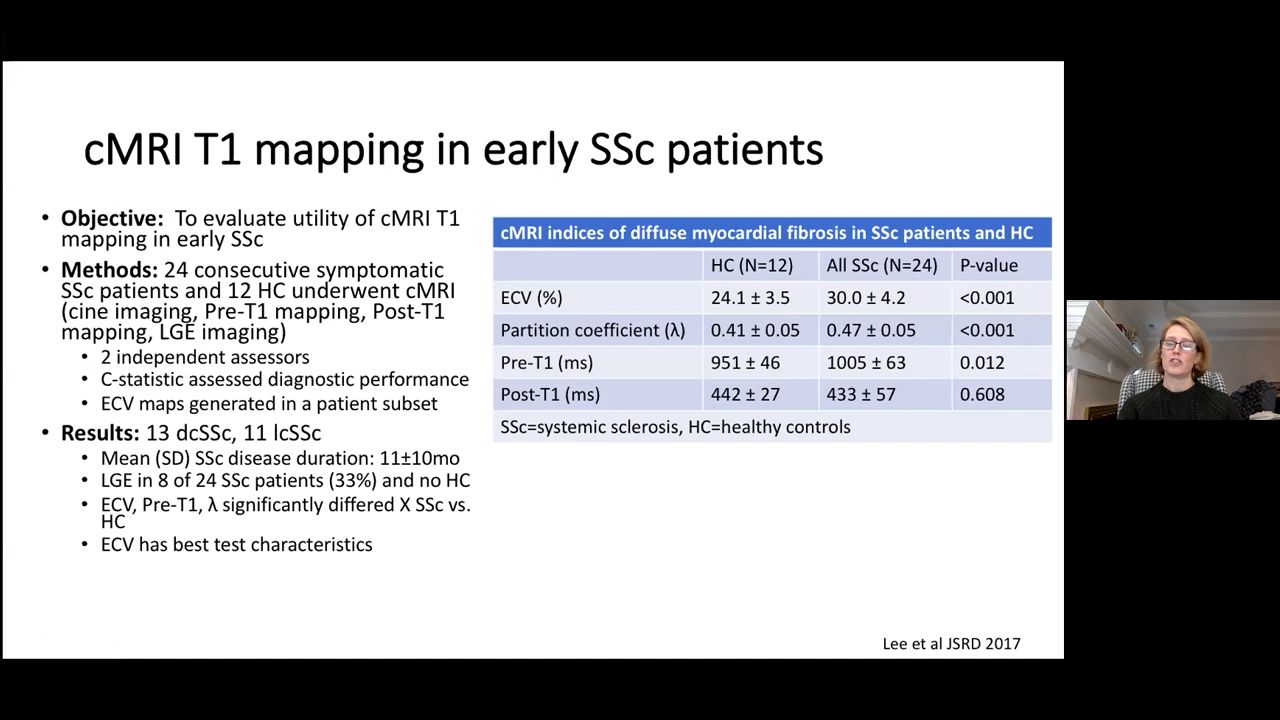 cMRI T1 mapping in early SSc patients
• Objective: To evaluate utility of cMRI T1
mapping in early SSc
• Methods: 24 consecutive symptomatic
SSc patients and 12 HC underwent cMRI
(cine imaging, Pre-T1 mapping, Post-T1
mapping, LGE imaging)
• 2 independent assessors
• C-statistic assessed diagnostic performance
• ECV maps generated in a patient subset
• Results: 13 dcSSc, 11 lcSSc
• Mean (SD) SSc disease duration: 11±10mo
• LGE in 8 of 24 SSc patients (33%) and no HC
• ECV, Pre-T1, λ significantly differed X SSc vs.
HC
• ECV has best test characteristics
cMRI indices of diffuse myocardial fibrosis in SSc patients and HC
HC (N=12) All SSc (N=24) P-value
ECV (%) 24.1 ± 3.5 30.0 ± 4.2 <0.001
Partition coefficient (λ) 0.41 ± 0.05 0.47 ± 0.05 <0.001
Pre-T1 (ms) 951 ± 46 1005 ± 63 0.012
Post-T1 (ms) 442 ± 27 433 ± 57 0.608
SSc=systemic sclerosis, HC=healthy controls
Lee et al JSRD 2017